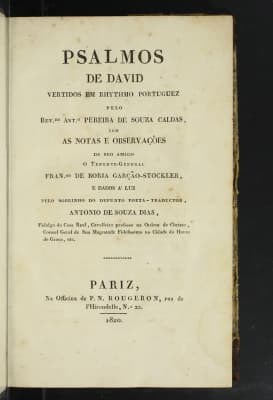 PSALMOS
DE DAVID
VERTIDOS EM RHYTHMO PORTUGUEZ
PELO
REV.DO ANT.O PEREIRA DE SOUZA CALDAS,
COM
AS NOTAS E OBSERVAÇÕES
DE SEO AMIGO
O TENENTE-GENERAL
FRAN.CO DE BORJA GARÇÃO-STOCKLER,
E DADOS A' LUZ
PELO SOBRINHO DO DEFUNTO POETA-TRADUCTOR,
ANTONIO DE SOUZA DIAS,
Fidalgo da Casa Real, Cavalleiro professo na Ordem de Christo,
Consul Geral de Sua Magestade Fidelissima na Cidade do Havre
de Grace, etc.
PARIZ,
Na Officina de P. N. ROUGERON, rua de
l'Hirondelle, N.º 22.
1820.